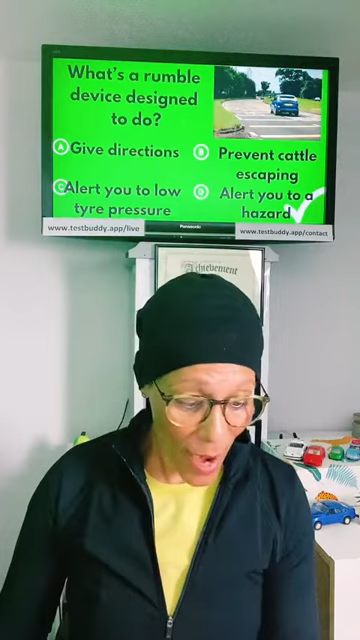 What's a rumble
device designed
to do?
A Give directions
B Prevent cattle
escaping
C Alert you to low
tyre pressure
D Alert you to a
hazard
www.testbuddy.app/live
Panasonic
www.testbuddy.app/contact
Achievement